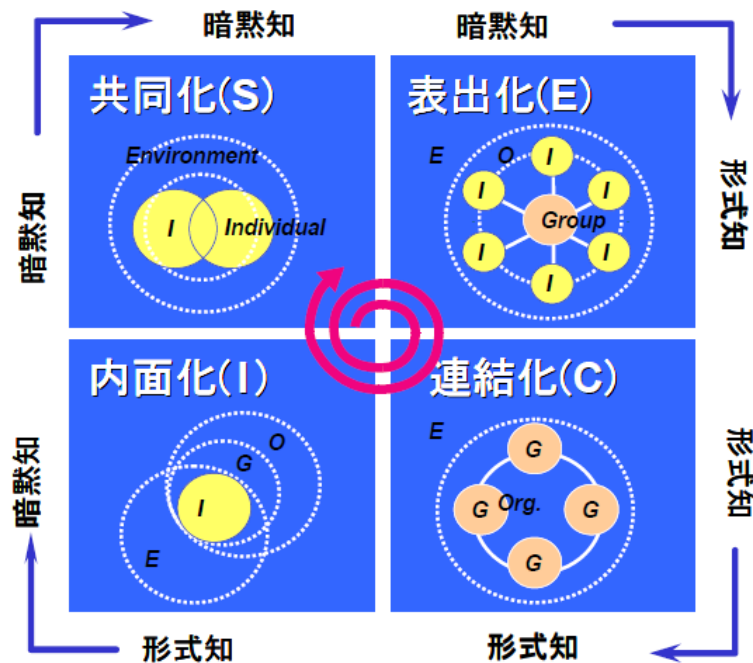 暗黙知
暗黙知
共同化(S)
Environment
I
Individual
暗黙知
表出化(E)
E
O
I
I
I
Group
I
I
I
形式知
内面化(I)
O
G
I
E
暗黙知
連結化(C)
E
G
G
Org.
G
G
形式知
形式知
形式知